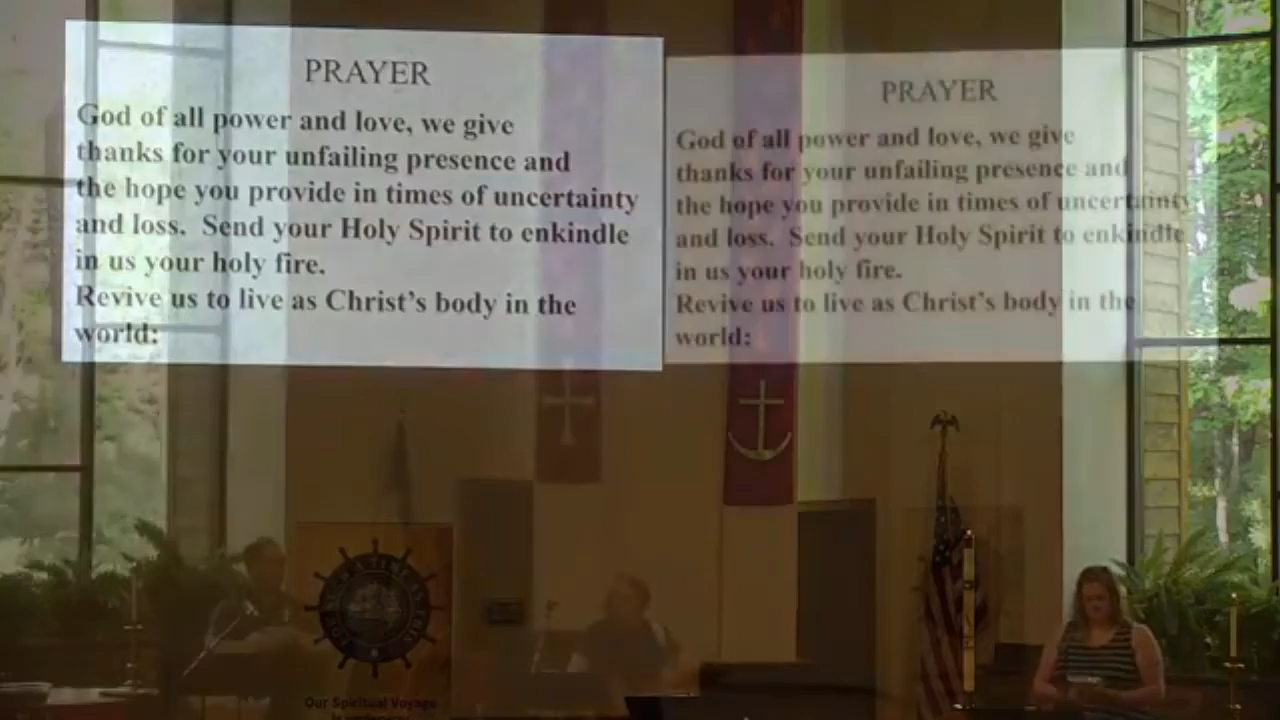 PRAYER
God of all power and love, we give
thanks for your unfailing presence and
the hope you provide in times of uncertainty
and loss. Send your Holy Spirit to enkindle
in us your holy fire.
Revive us to live as Christ's body in the
world:
PRAYER
God of all power and love, we give
thanks for your unfailing presence and
the hope you provide in times of uncertainty
and loss. Send your Holy Spirit to enkindle
in us your holy fire.
Revive us to live as Christ's body in the
world:
Our Spiritual Voyage